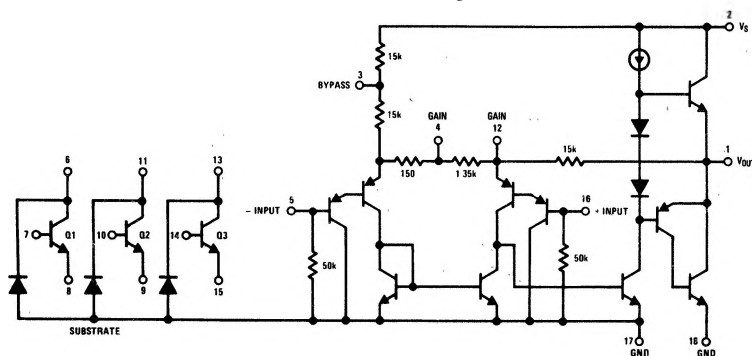 2
VS
15k
3
BYPASS
15k
GAIN
4
GAIN
12
15k
1
VOUT
150
1 35k
6
11
13
5
- INPUT
16
+ INPUT
7
Q1
10
Q2
14
Q3
50k
50k
8
9
15
SUBSTRATE
17
GND
18
GND